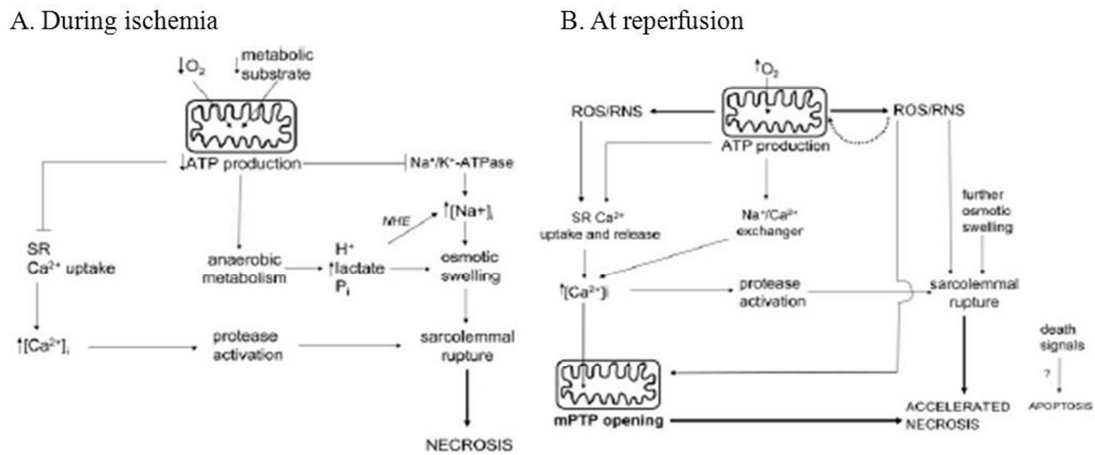 A. During ischemia
↓O₂
↓metabolic
substrate
↓ATP production
Na⁺/K⁺-ATPase
NHE
↑[Na+]ᵢ
SR
Ca²⁺ uptake
anaerobic
metabolism
H⁺
↑lactate
Pᵢ
osmotic
swelling
↑[Ca²⁺]ᵢ
protease
activation
sarcolemmal
rupture
NECROSIS
B. At reperfusion
↑O₂
ROS/RNS
ROS/RNS
ATP production
SR Ca²⁺
uptake and release
Na⁺/Ca²⁺
exchanger
further
osmotic
swelling
↑[Ca²⁺]i
protease
activation
sarcolemmal
rupture
death
signals
?
mPTP opening
ACCELERATED
NECROSIS
APOPTOSIS